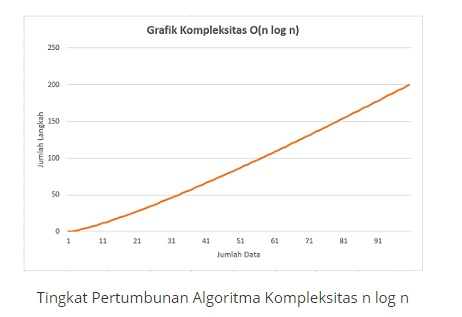 Grafik Kompleksitas O(n log n)
250
200
150
100
50
0
Jumlah Langkah
1 11 21 31 41 51 61 71 81 91
Jumlah Data
Tingkat Pertumbunan Algoritma Kompleksitas n log n